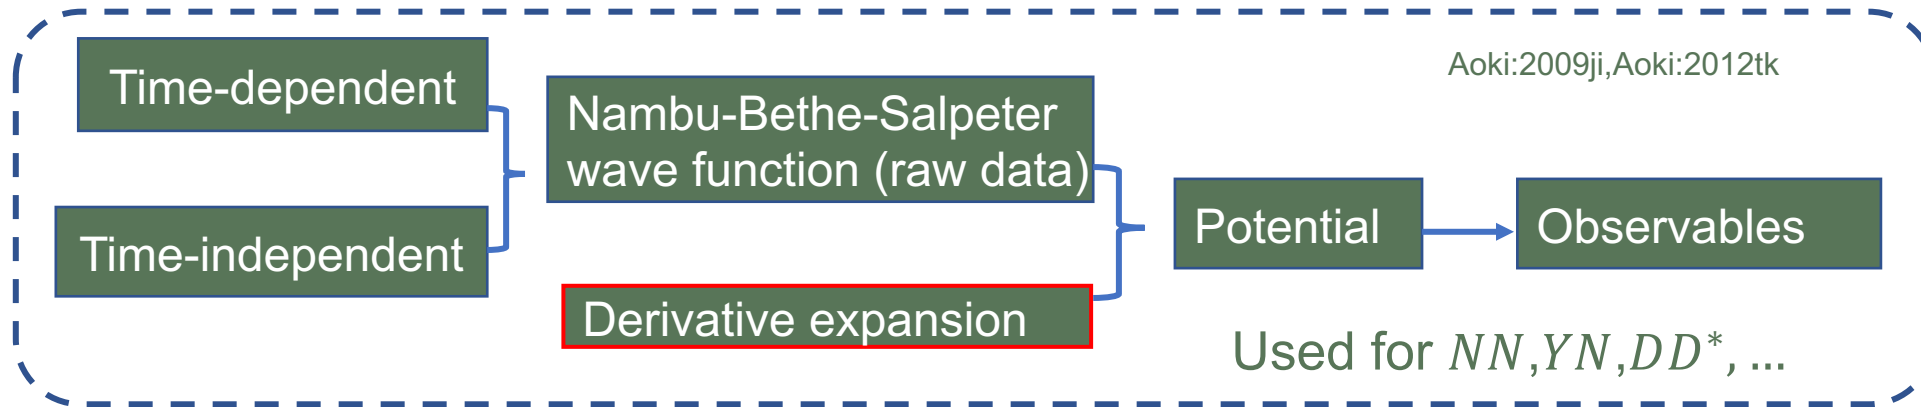 Time-dependent
Time-independent
Nambu-Bethe-Salpeter
wave function (raw data)
Derivative expansion
Potential
Observables
Aoki:2009ji,Aoki:2012tk
Used for NN,YN,DD*, ...